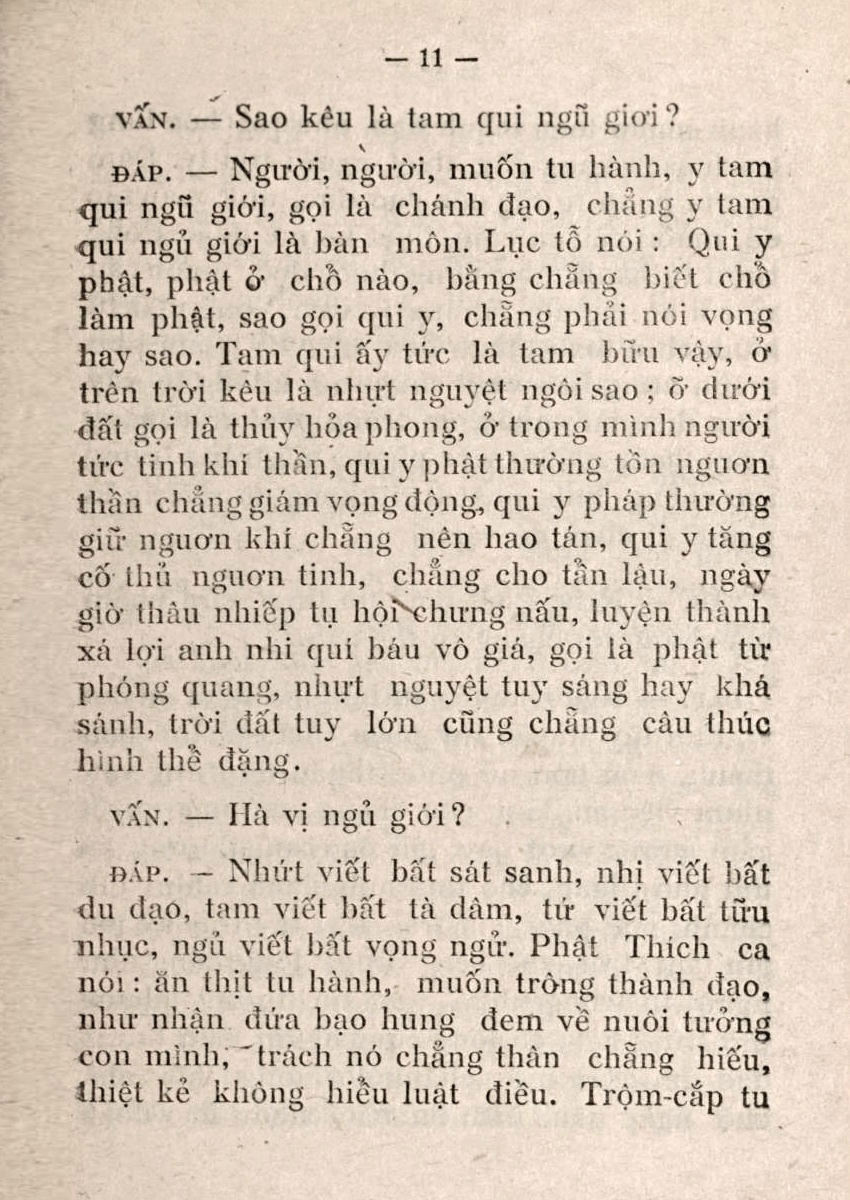 — 11 —
VẤN. — Sao kêu là tam qui ngũ giơi?
ĐÁP. — Người, người, muốn tu hành, y tam
qui ngũ giới, gọi là chánh đạo, chẳng y tam
qui ngủ giới là bàn môn. Lục tỗ nói : Qui y
phật, phật ở chỗ nào, bằng chẵng biết chỗ
làm phật, sao gọi qui y, chẵng phải nói vọng
hay sao. Tam qui ấy tức là tam bữu vậy, ở
trên trời kêu là nhựt nguyệt ngôi sao ; ỡ dưới
đất gọi là thủy hỏa phong, ở trong mình người
tức tinh khí thần, qui y phật thường tồn nguơn
thần chẳng giám vọng động, qui y pháp thường
giữ nguơn khí chẵng nên hao tán, qui y tăng
cố thủ nguơn tinh, chẳng cho tẩn lậu, ngày
giờ thâu nhiếp tụ hội chưng nấu, luyện thành
xá lợi anh nhi quí báu vô giá, gọi là phật từ
phóng quang, nhựt nguyệt tuy sáng hay khá
sánh, trời đất tuy lớn cũng chẵng câu thúc
hình thể đặng.
VẤN. — Hà vị ngủ giới?
ĐÁP. — Nhứt viết bất sát sanh, nhị viết bất
du dạo, tam viết bất tà dâm, tứ viết bất tữu
nhục, ngủ viết bất vọng ngử. Phật Thích ca
nói : ăn thịt tu hành, muốn trông thành đạo,
như nhận đứa bạo hung đem về nuôi tưởng
con mình, trách nó chẳng thân chẵng hiếu,
thiệt kẻ không hiểu luật điều. Trộm-cắp tu